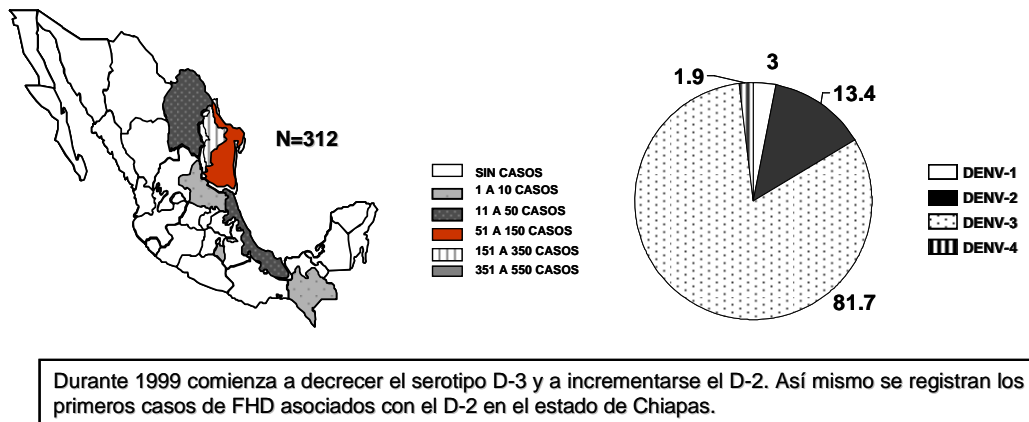 N=312
SIN CASOS
1 A 10 CASOS
11 A 50 CASOS
51 A 150 CASOS
151 A 350 CASOS
351 A 550 CASOS
1.9
3
13.4
81.7
DENV-1
DENV-2
DENV-3
DENV-4
Durante 1999 comienza a decrecer el serotipo D-3 y a incrementarse el D-2. Así mismo se registran los
primeros casos de FHD asociados con el D-2 en el estado de Chiapas.